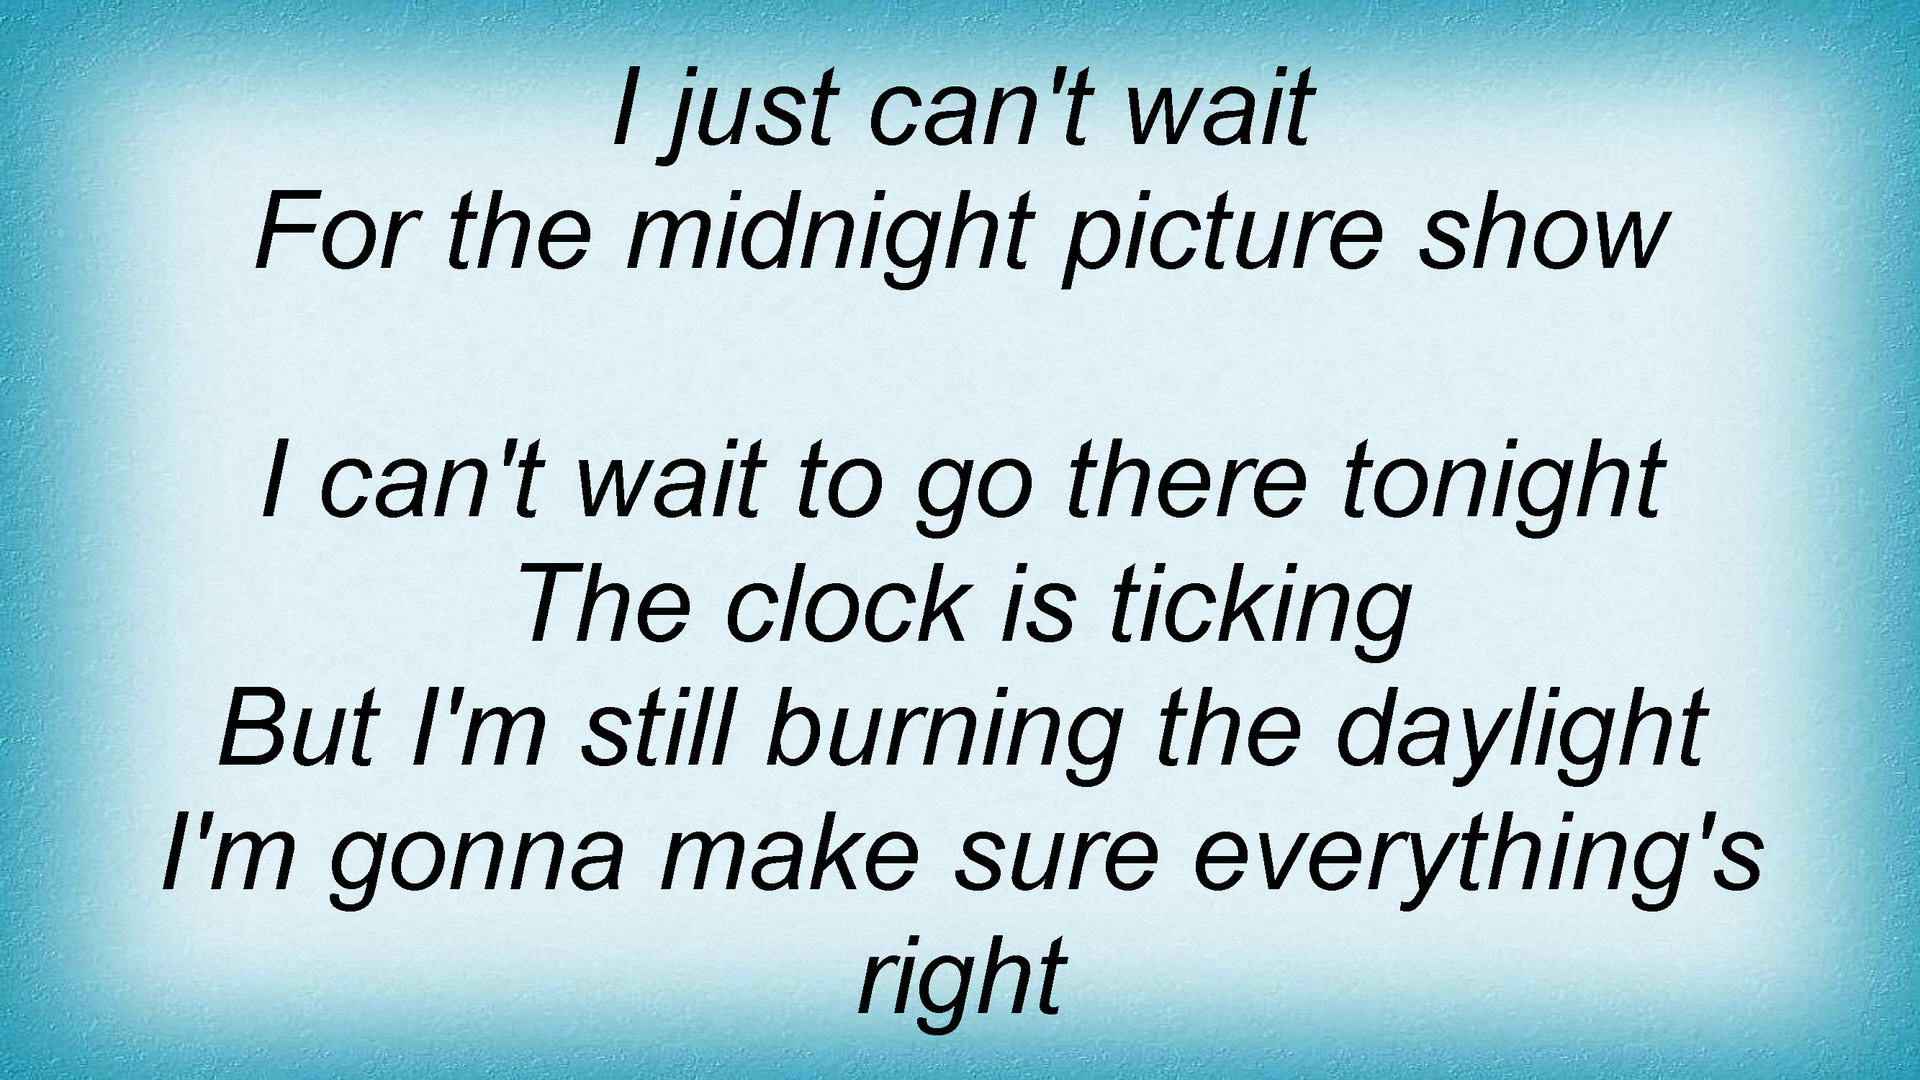 I just can't wait
For the midnight picture show
I can't wait to go there tonight
The clock is ticking
But I'm still burning the daylight
I'm gonna make sure everything's
right